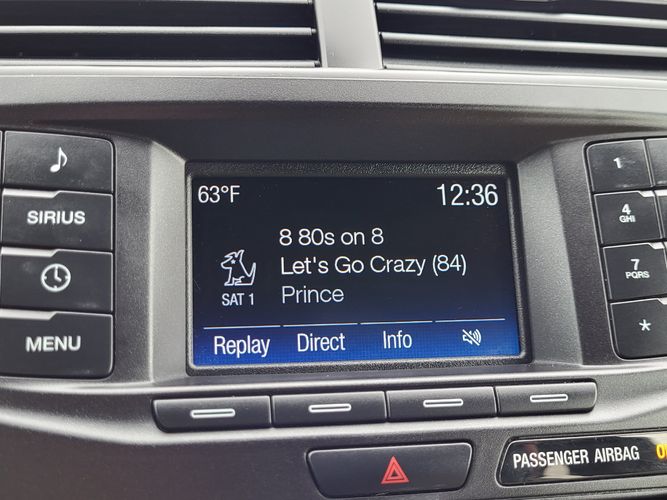 63°F
12:36
8 80s on 8
Let's Go Crazy (84)
SAT 1
Prince
Replay Direct Info
SIRIUS
MENU
1
4
GHI
7
PQRS
*
PASSENGER AIRBAG